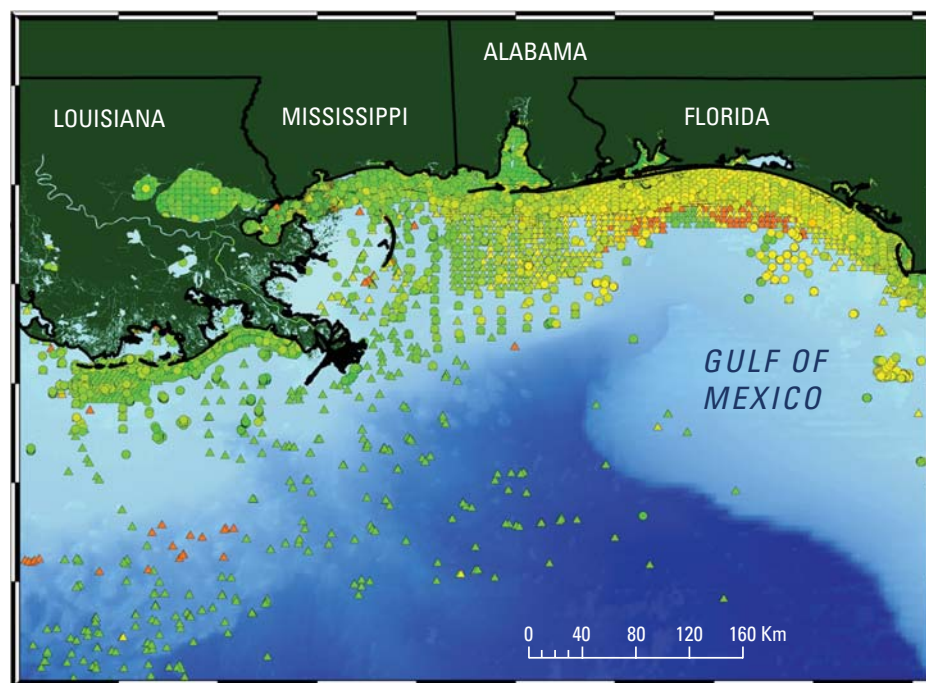 ALABAMA
LOUISIANA
MISSISSIPPI
FLORIDA
GULF OF
MEXICO
0 40 80 120 160 Km